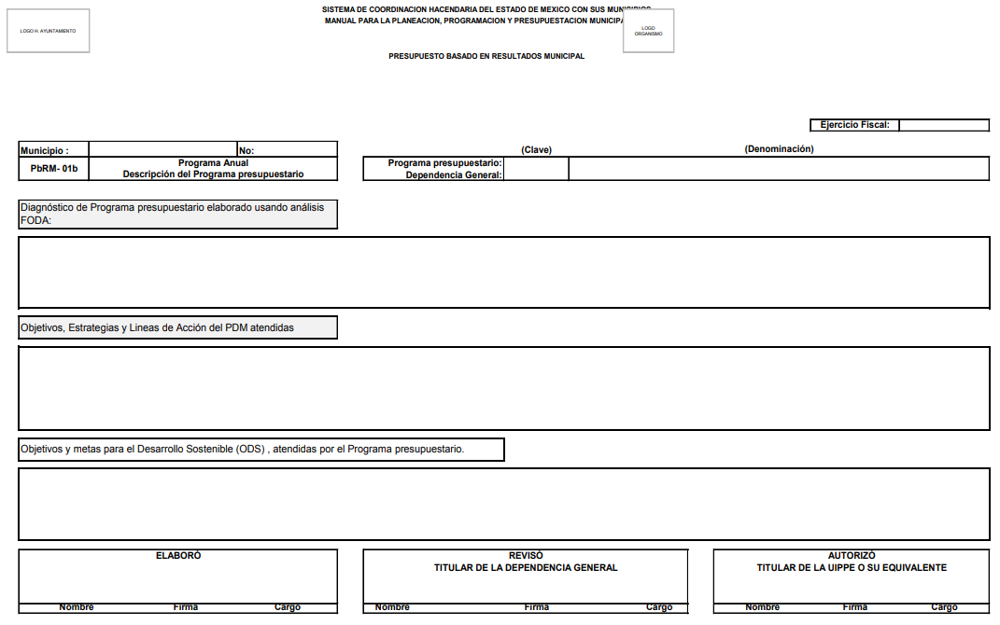 SISTEMA DE COORDINACION HACENDARIA DEL ESTADO DE MEXICO CON SUS MUNICIPIOS
MANUAL PARA LA PLANEACION, PROGRAMACION Y PRESUPUESTACION MUNICIPA
LOGO H. AYUNTAMIENTO
LOGO
ORGANISMO
PRESUPUESTO BASADO EN RESULTADOS MUNICIPAL
Ejercicio Fiscal:
Municipio :
No:
(Clave)
(Denominación)
PbRM- 01b
Programa Anual
Descripción del Programa presupuestario
Programa presupuestario:
Dependencia General:
Diagnóstico de Programa presupuestario elaborado usando análisis
FODA:
Objetivos, Estrategias y Lineas de Acción del PDM atendidas
Objetivos y metas para el Desarrollo Sostenible (ODS) , atendidas por el Programa presupuestario.
ELABORÓ
Nombre Firma Cargo
REVISÓ
TITULAR DE LA DEPENDENCIA GENERAL
Nombre Firma Cargo
AUTORIZÓ
TITULAR DE LA UIPPE O SU EQUIVALENTE
Nombre Firma Cargo